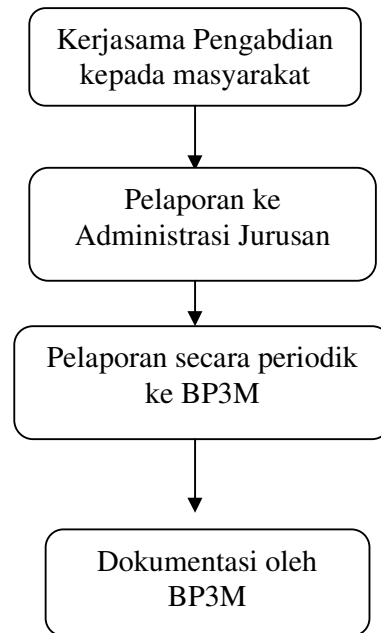 Kerjasama Pengabdian
kepada masyarakat
Pelaporan ke
Administrasi Jurusan
Pelaporan secara periodik
ke BP3M
Dokumentasi oleh
BP3M